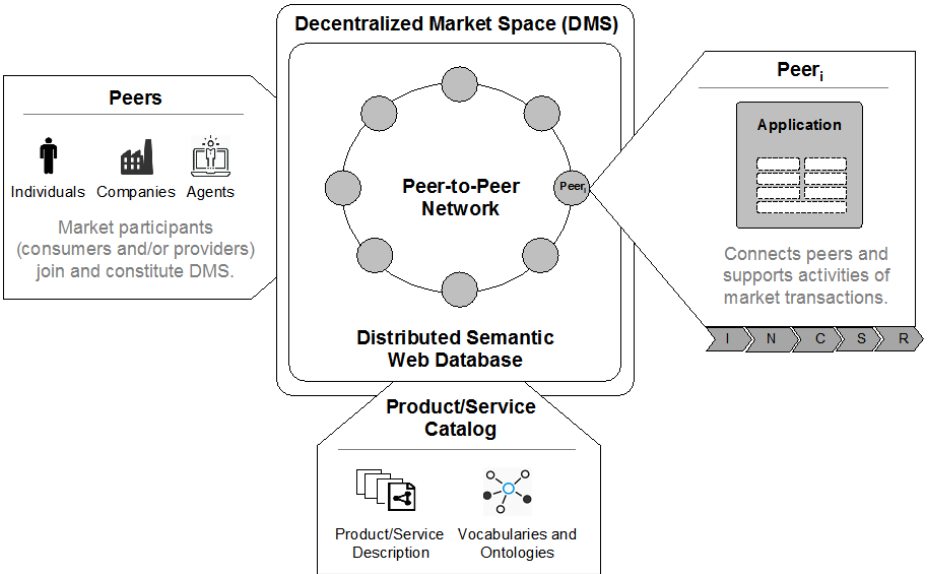 Decentralized Market Space (DMS)
Peers
Individuals
Companies
Agents
Market participants
(consumers and/or providers)
join and constitute DMS.
Peer-to-Peer
Network
Peeri
Distributed Semantic
Web Database
Peeri
Application
Connects peers and
supports activities of
market transactions.
I N C S R
Product/Service
Catalog
Product/Service
Description
Vocabularies and
Ontologies